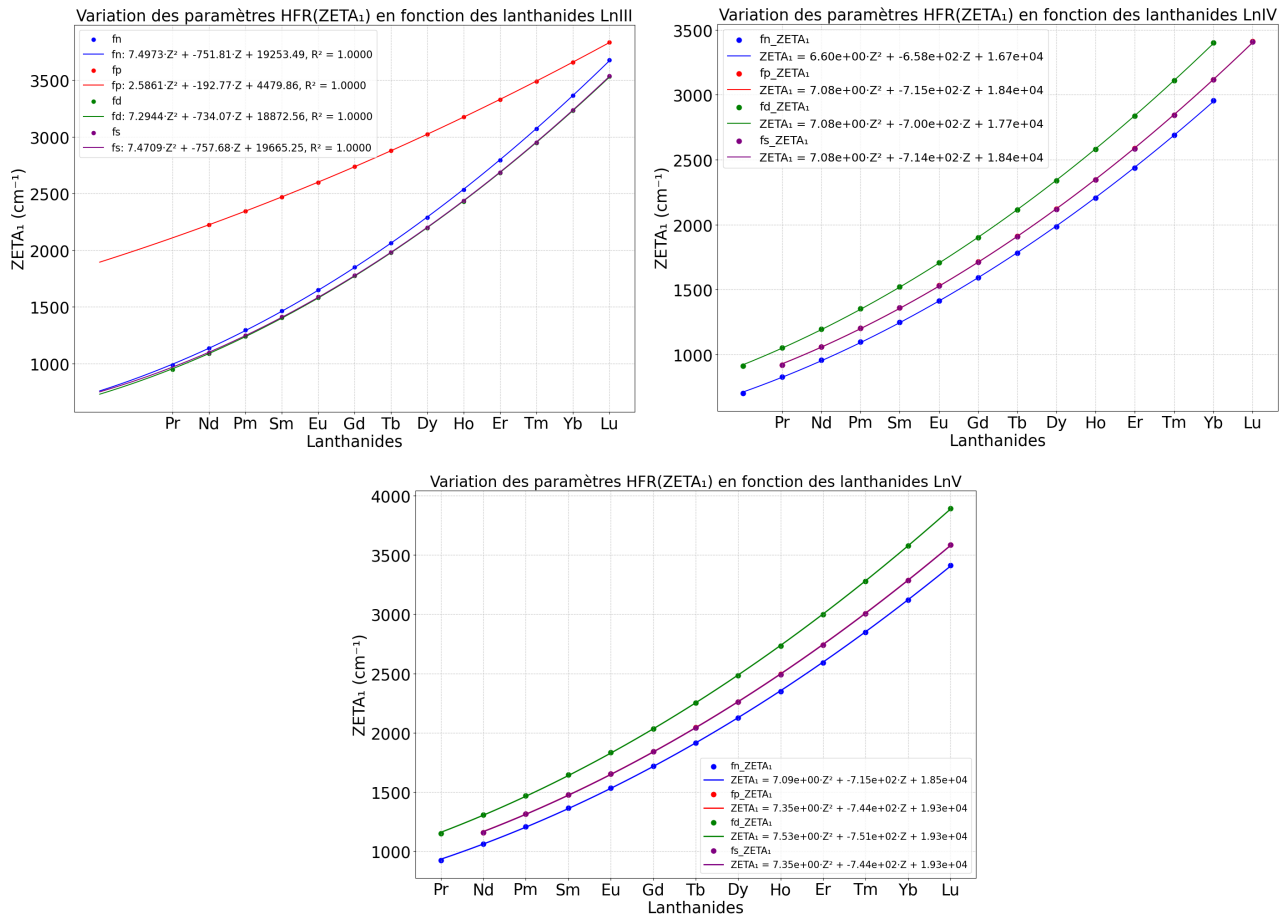 Variation des paramètres HFR(ZETA₁) en fonction des lanthanides LnIII
fn
fn: 7.4973·Z² + -751.81·Z + 19253.49, R² = 1.0000
fp
fp: 2.5861·Z² + -192.77·Z + 4479.86, R² = 1.0000
fd
fd: 7.2944·Z² + -734.07·Z + 18872.56, R² = 1.0000
fs
fs: 7.4709·Z² + -757.68·Z + 19665.25, R² = 1.0000
3500
3000
2500
2000
1500
1000
ZETA₁ (cm⁻¹)
Pr Nd Pm Sm Eu Gd Tb Dy Ho Er Tm Yb Lu
Lanthanides
Variation des paramètres HFR(ZETA₁) en fonction des lanthanides LnIV
fn_ZETA₁
ZETA₁ = 6.60e+00·Z² + -6.58e+02·Z + 1.67e+04
fp_ZETA₁
ZETA₁ = 7.08e+00·Z² + -7.15e+02·Z + 1.84e+04
fd_ZETA₁
ZETA₁ = 7.08e+00·Z² + -7.00e+02·Z + 1.77e+04
fs_ZETA₁
ZETA₁ = 7.08e+00·Z² + -7.14e+02·Z + 1.84e+04
3500
3000
2500
2000
1500
1000
ZETA₁ (cm⁻¹)
Pr Nd Pm Sm Eu Gd Tb Dy Ho Er Tm Yb Lu
Lanthanides
Variation des paramètres HFR(ZETA₁) en fonction des lanthanides LnV
4000
3500
3000
2500
2000
1500
1000
ZETA₁ (cm⁻¹)
fn_ZETA₁
ZETA₁ = 7.09e+00·Z² + -7.15e+02·Z + 1.85e+04
fp_ZETA₁
ZETA₁ = 7.35e+00·Z² + -7.44e+02·Z + 1.93e+04
fd_ZETA₁
ZETA₁ = 7.53e+00·Z² + -7.51e+02·Z + 1.93e+04
fs_ZETA₁
ZETA₁ = 7.35e+00·Z² + -7.44e+02·Z + 1.93e+04
Pr Nd Pm Sm Eu Gd Tb Dy Ho Er Tm Yb Lu
Lanthanides